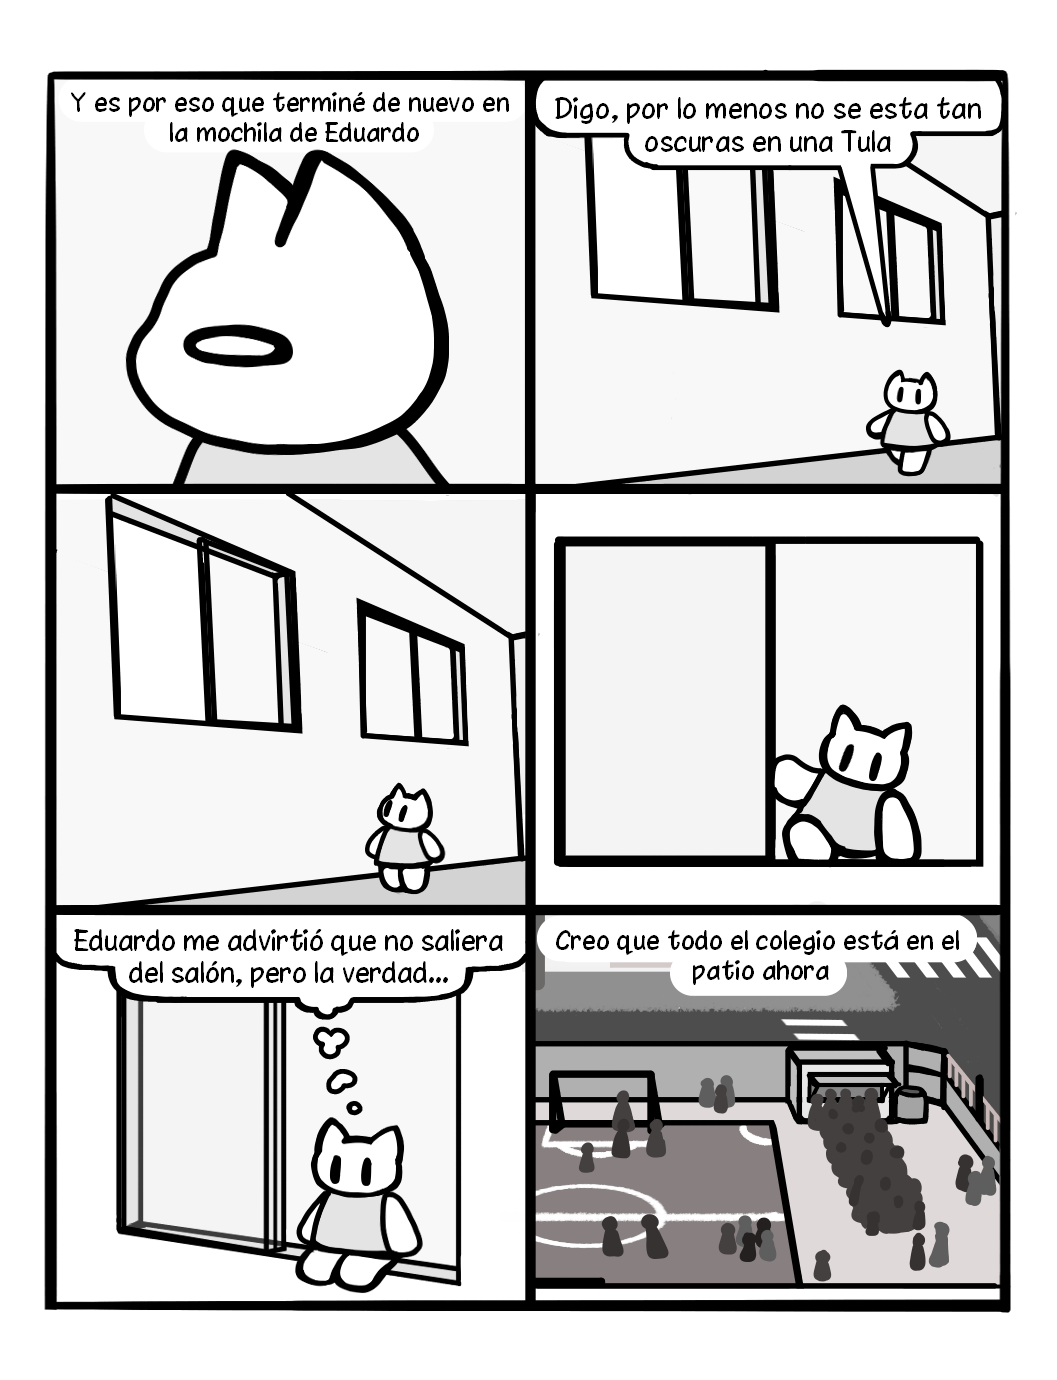 Y es por eso que terminé de nuevo en
la mochila de Eduardo
Digo, por lo menos no se esta tan
oscuras en una Tula
Eduardo me advirtió que no saliera
del salón, pero la verdad...
Creo que todo el colegio está en el
patio ahora